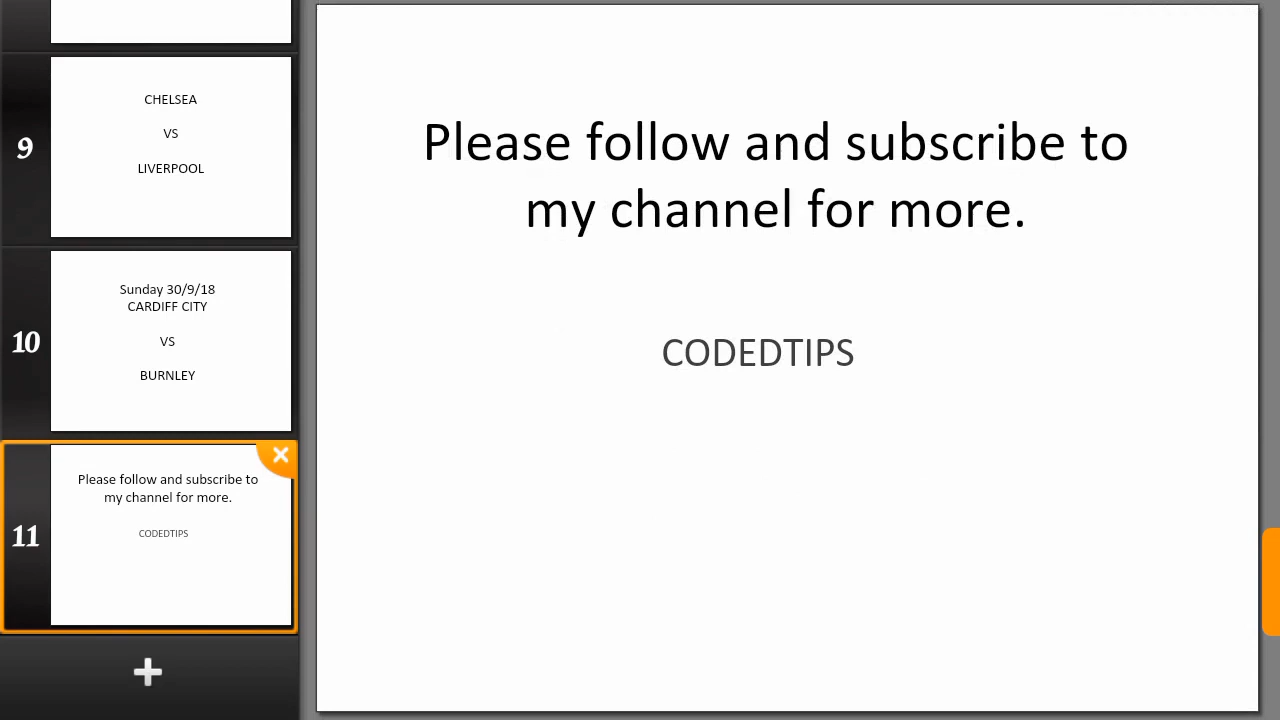 9
CHELSEA
VS
LIVERPOOL
10
Sunday 30/9/18
CARDIFF CITY
VS
BURNLEY
11
Please follow and subscribe to
my channel for more.
CODEDTIPS
Please follow and subscribe to
my channel for more.
CODEDTIPS